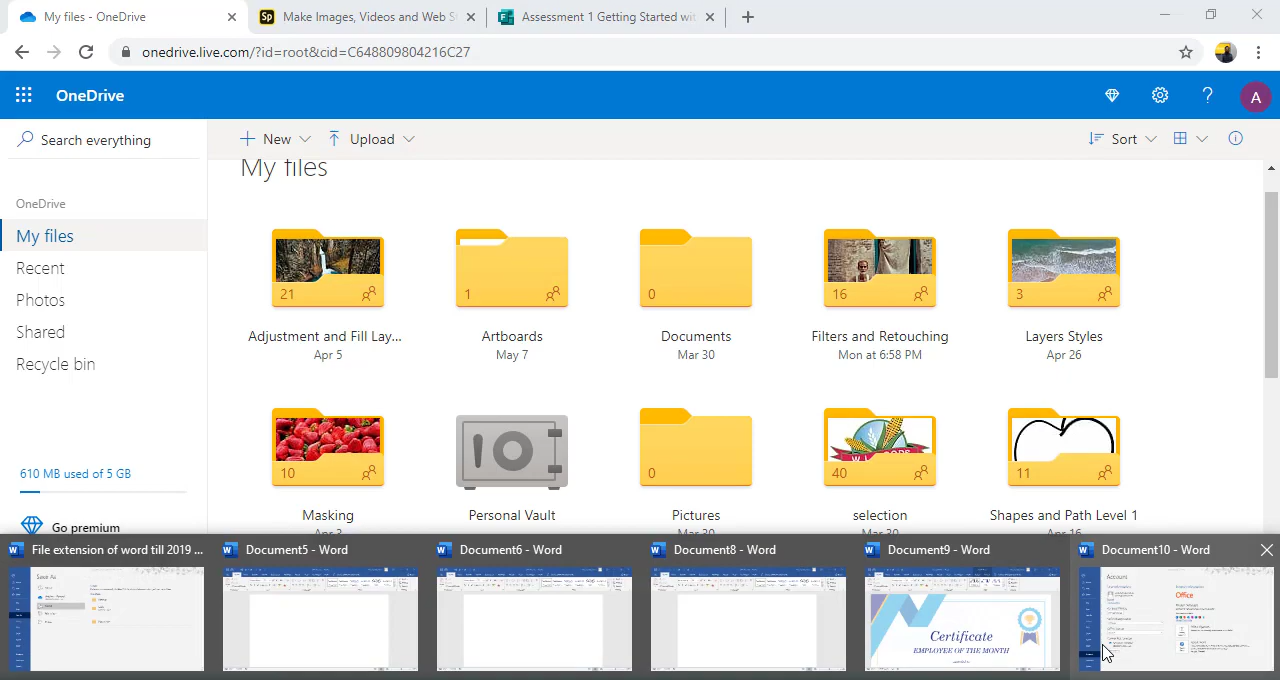 My files - OneDrive
Sp Make Images, Videos and Web S
Assessment 1 Getting Started wit
onedrive.live.com/?id=root&cid=C648809804216C27
OneDrive
A
Search everything
New
Upload
Sort
My files
OneDrive
My files
Recent
Photos
Shared
Recycle bin
610 MB used of 5 GB
Go premium
21
1
0
16
3
Adjustment and Fill Lay...
Artboards
Documents
Filters and Retouching
Layers Styles
Apr 5
May 7
Mar 30
Mon at 6:58 PM
Apr 26
10
0
40
11
Masking
Personal Vault
Pictures
selection
Shapes and Path Level 1
File extension of word till 2019 ...
Document5 - Word
Document6 - Word
Document8 - Word
Document9 - Word
Document10 - Word
Save As
Certificate
EMPLOYEE OF THE MONTH
Account
Office